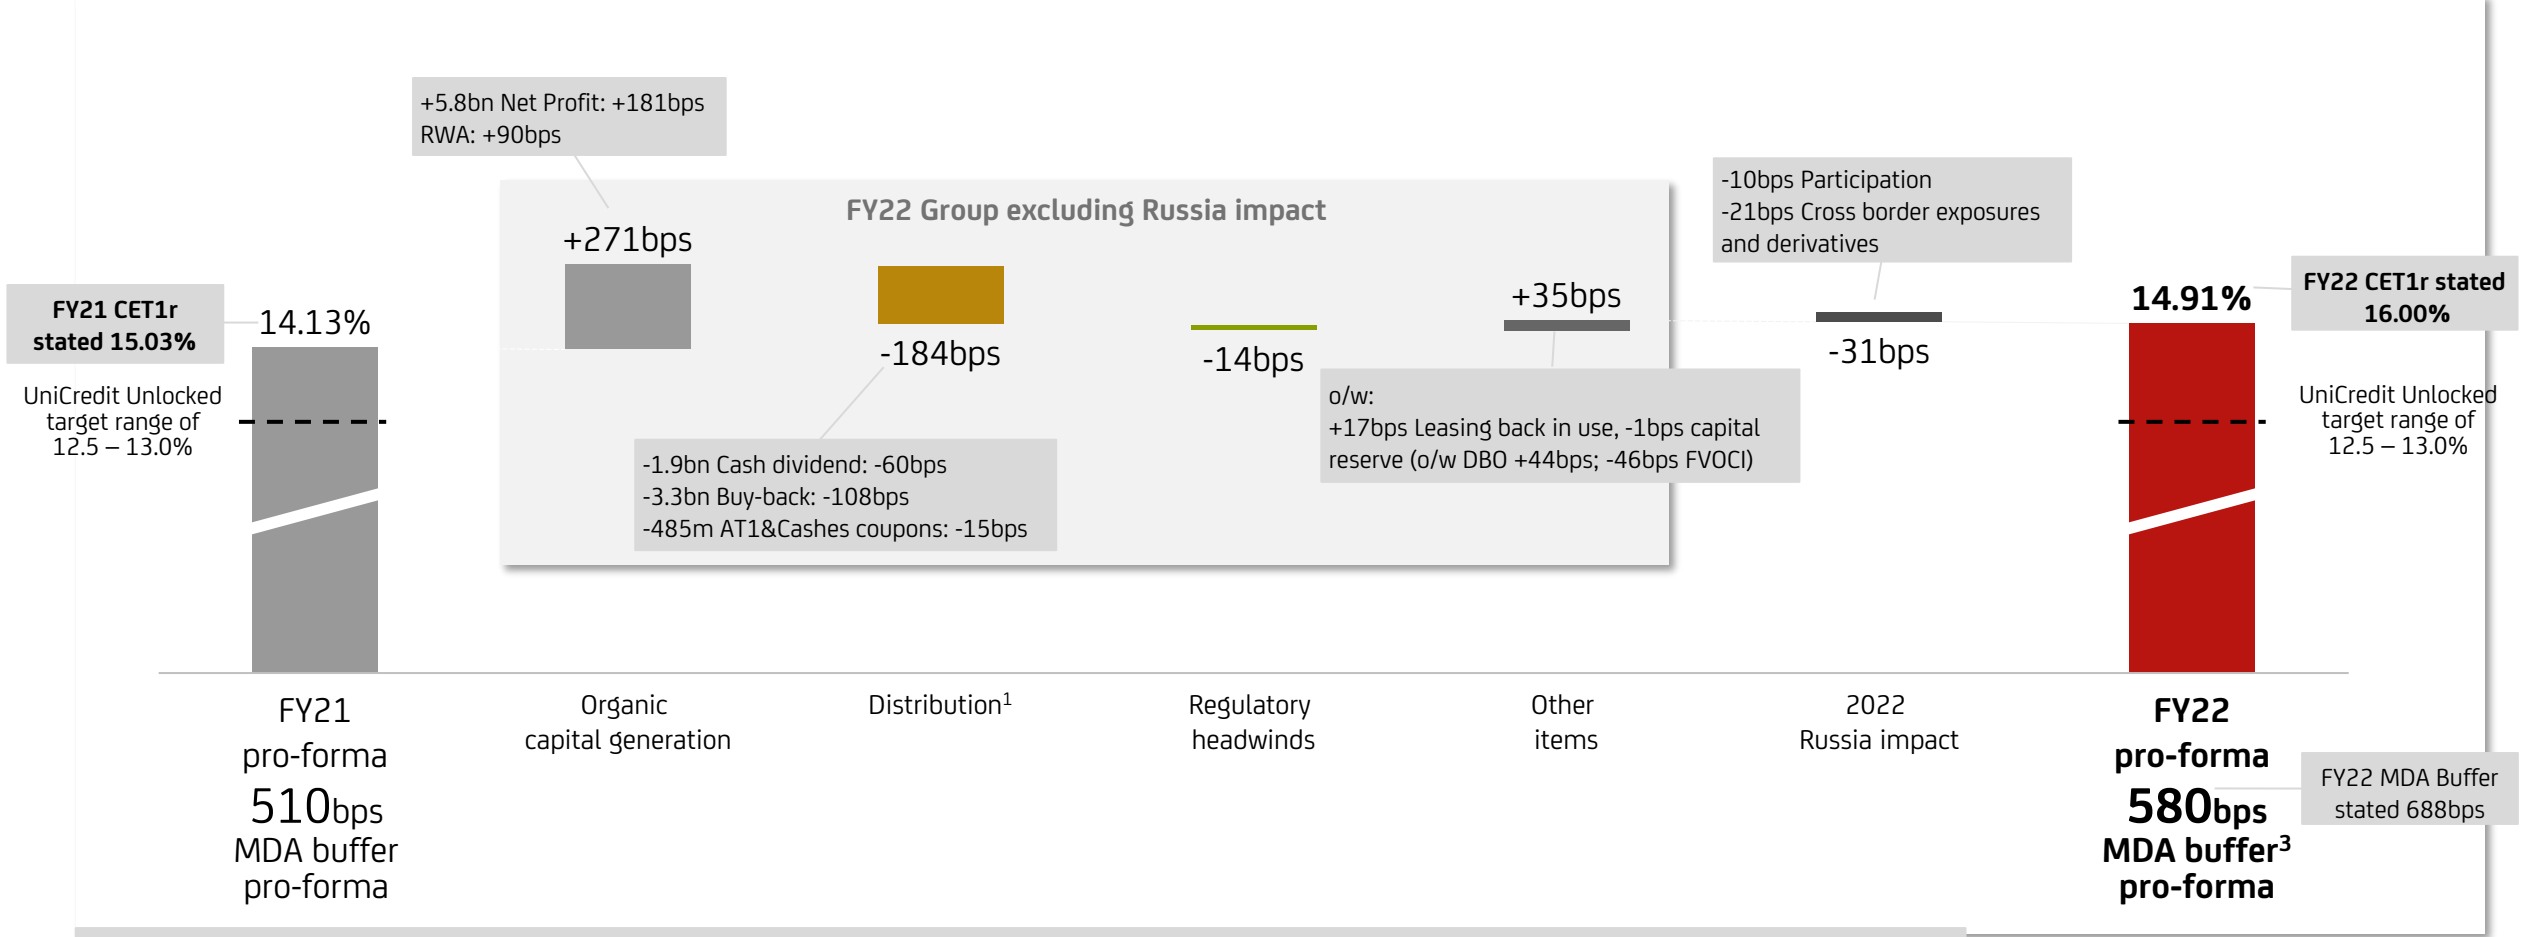 +5.8bn Net Profit: +181bps
RWA: +90bps
FY22 Group excluding Russia impact
-10bps Participation
-21bps Cross border exposures
and derivatives
FY21 CET1r
stated 15.03%
14.13%
+271bps
-184bps
-14bps
+35bps
-31bps
14.91%
FY22 CET1r stated
16.00%
UniCredit Unlocked
target range of
12.5 – 13.0%
-1.9bn Cash dividend: -60bps
-3.3bn Buy-back: -108bps
-485m AT1&Cashes coupons: -15bps
o/w:
+17bps Leasing back in use, -1bps capital
reserve (o/w DBO +44bps; -46bps FVOCI)
UniCredit Unlocked
target range of
12.5 – 13.0%
FY21
pro-forma
510bps
MDA buffer
pro-forma
Organic
capital generation
Distribution¹
Regulatory
headwinds
Other
items
2022
Russia impact
FY22
pro-forma
580bps
MDA buffer³
pro-forma
FY22 MDA Buffer
stated 688bps